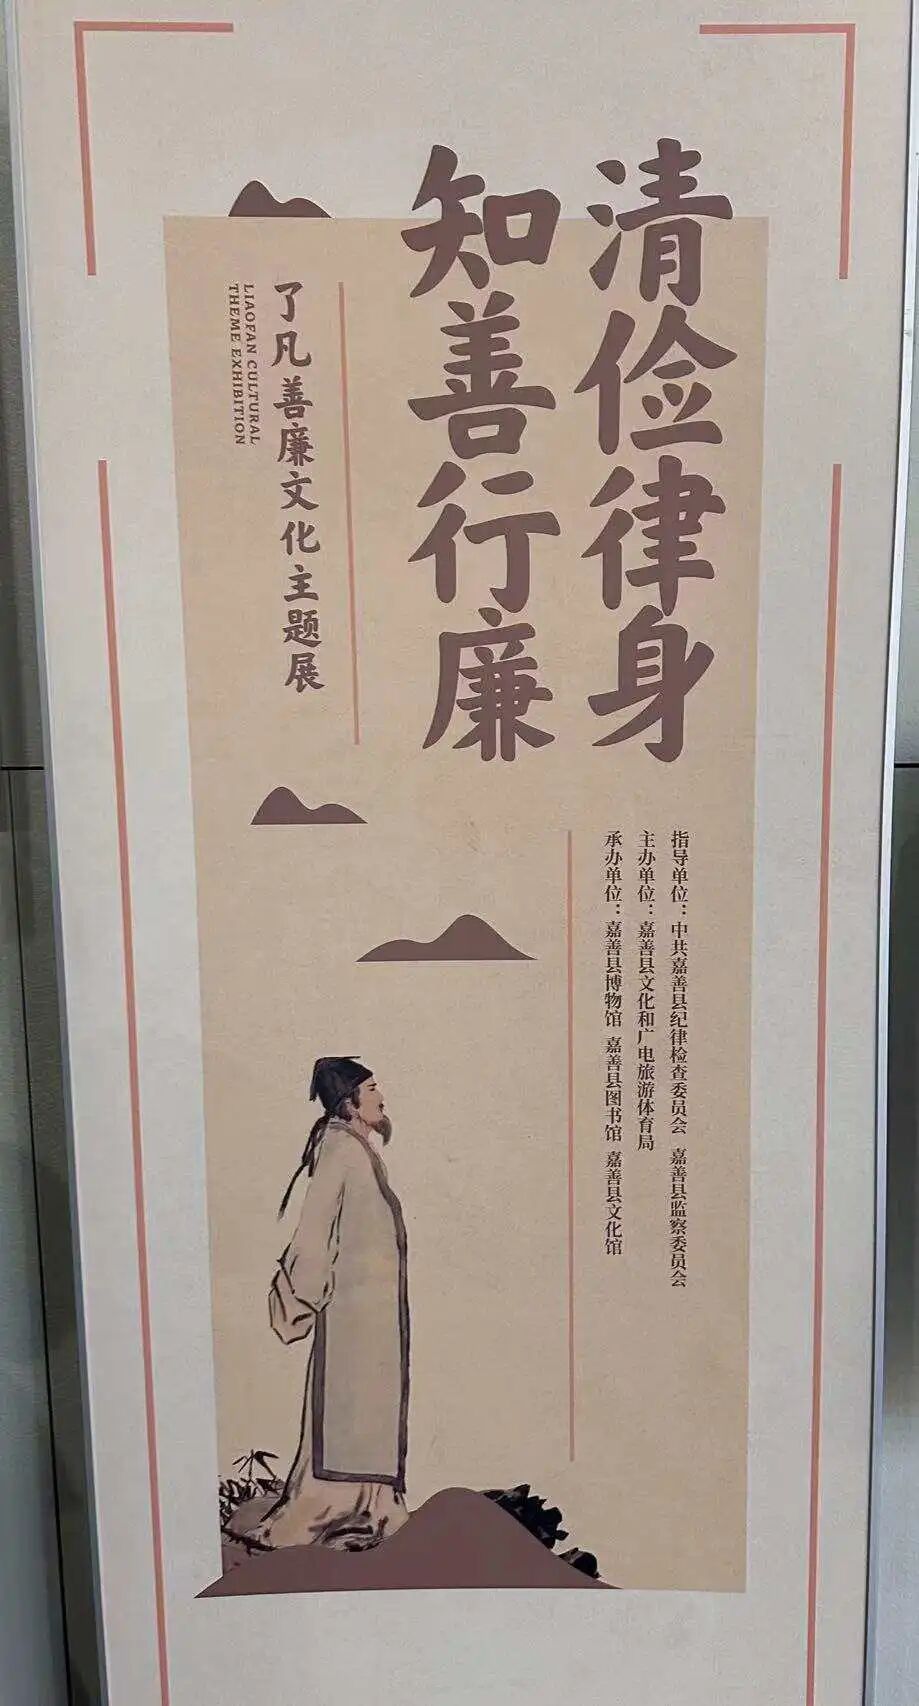 清俭律身
知善行廉
了凡善廉文化主题展
LIAOFAN CULTURAL
THEME EXHIBITION
指导单位：中共嘉善县纪律检查委员会 嘉善县监察委员会
主办单位：嘉善县文化和广电旅游体育局
承办单位：嘉善县博物馆 嘉善县图书馆 嘉善县文化馆